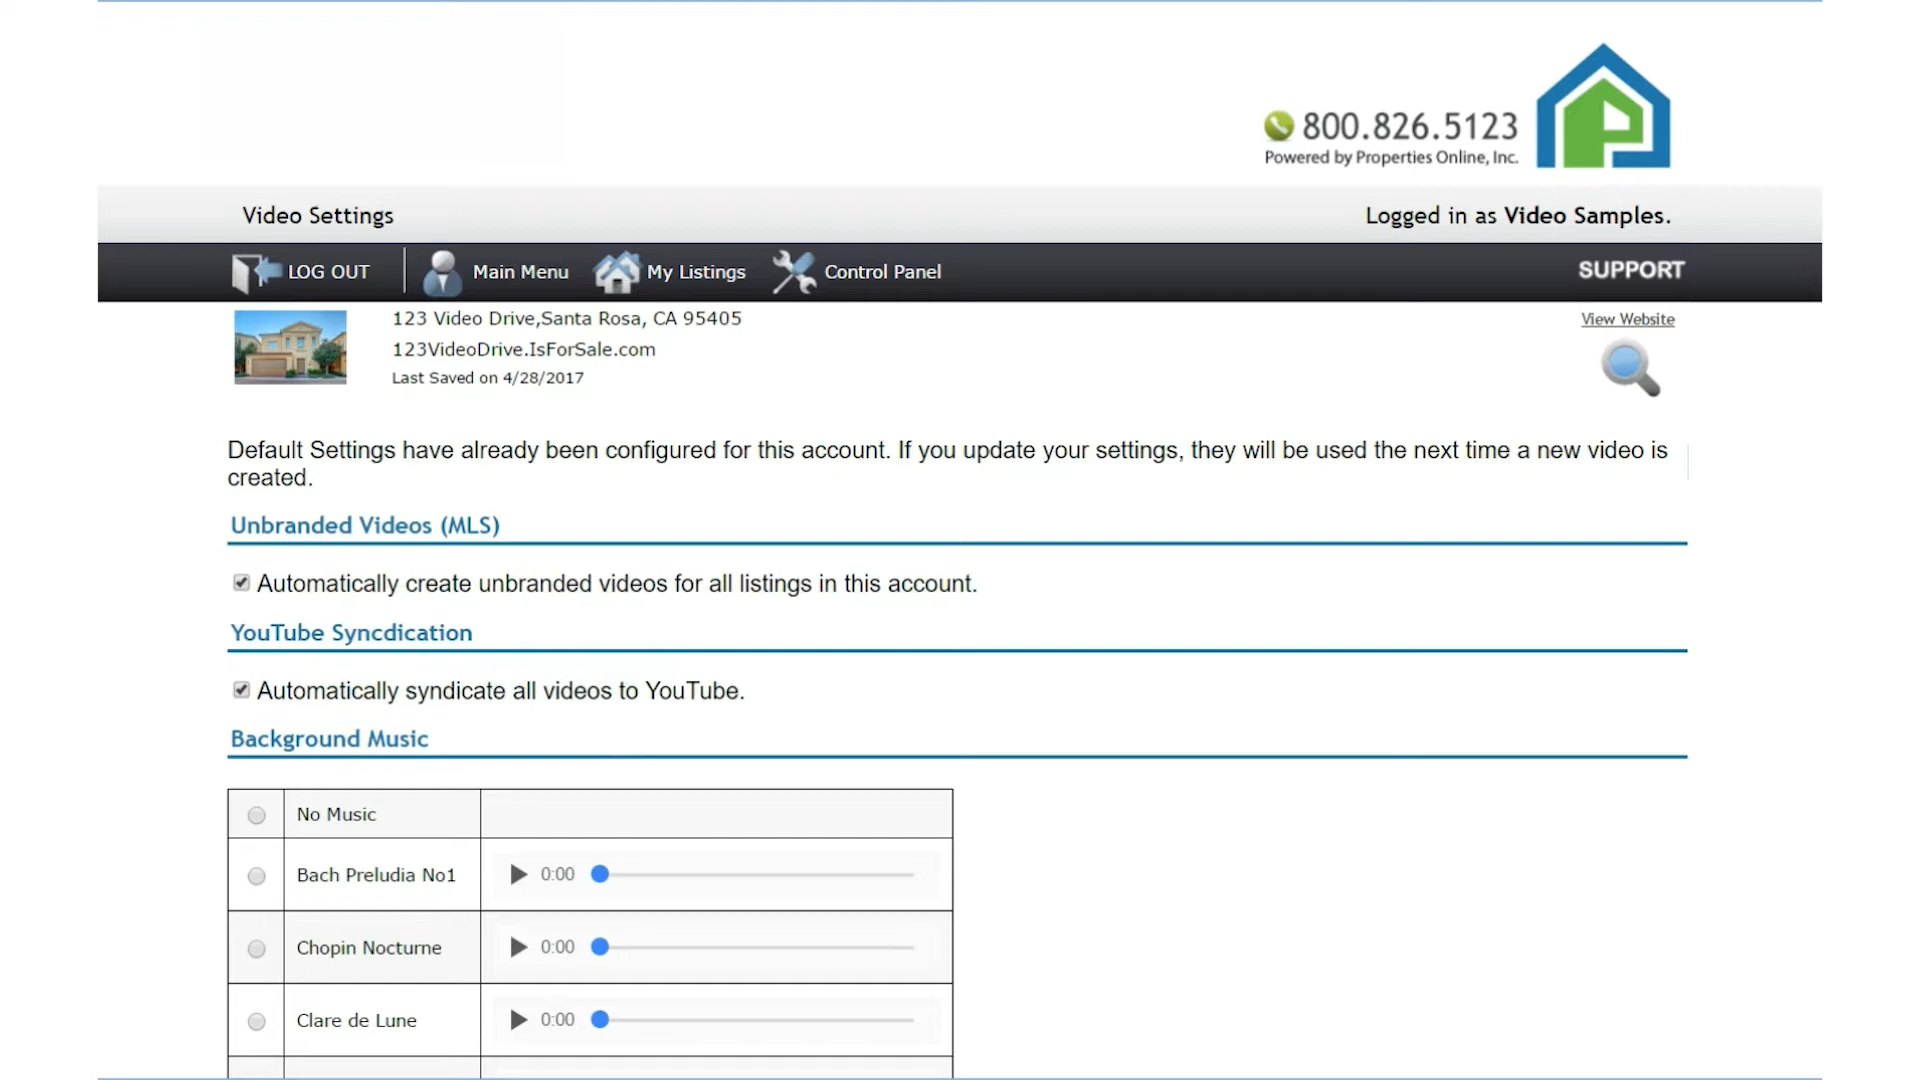 800.826.5123
Powered by Properties Online, Inc.
Video Settings
Logged in as Video Samples.
LOG OUT
Main Menu
My Listings
Control Panel
SUPPORT
123 Video Drive,Santa Rosa, CA 95405
View Website
123VideoDrive.IsForSale.com
Last Saved on 4/28/2017
Default Settings have already been configured for this account. If you update your settings, they will be used the next time a new video is
created.
Unbranded Videos (MLS)
Automatically create unbranded videos for all listings in this account.
YouTube Syncdication
Automatically syndicate all videos to YouTube.
Background Music
No Music
Bach Preludia No1
0:00
Chopin Nocturne
0:00
Clare de Lune
0:00